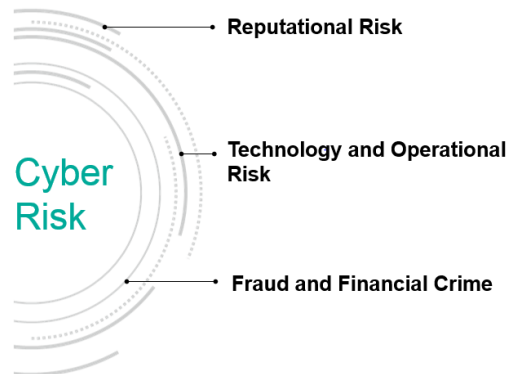 Reputational Risk
Technology and Operational
Risk
Cyber
Risk
Fraud and Financial Crime